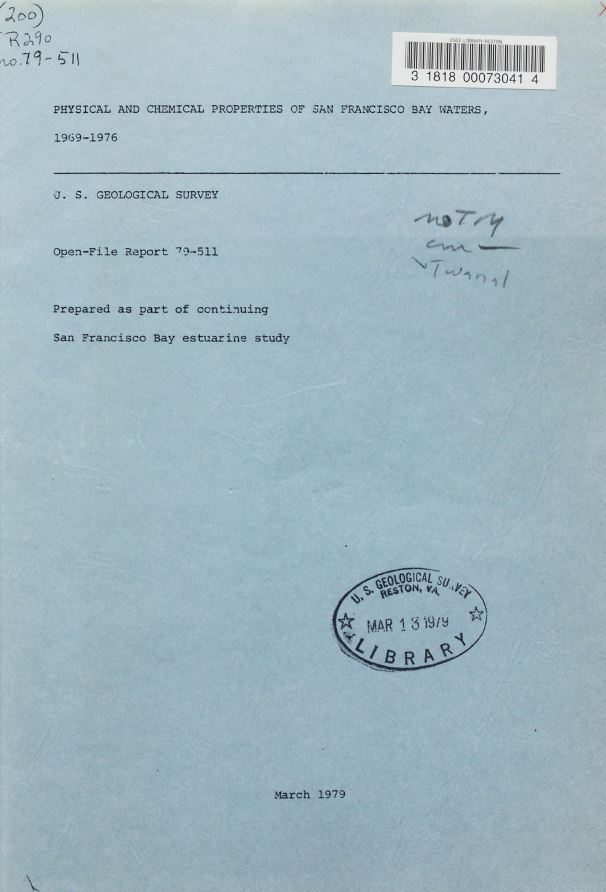 (200)
R290
no.79-511
USGS LIBRARY-RESTON
3 1818 00073041 4
PHYSICAL AND CHEMICAL PROPERTIES OF SAN FRANCISCO BAY WATERS,
1969-1976
U. S. GEOLOGICAL SURVEY
Open-File Report 79-511
Prepared as part of continuing
San Francisco Bay estuarine study
U. S. GEOLOGICAL SURVEY
RESTON, VA.
MAR 13 1979
LIBRARY
March 1979